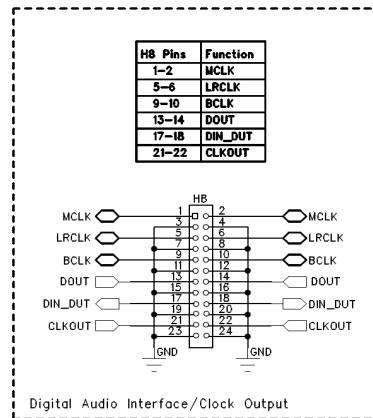 H8 Pins Function
1-2 MCLK
5-6 LRCLK
9-10 BCLK
13-14 DOUT
17-18 DIN_DUT
21-22 CLKOUT
H8
MCLK 1 2 MCLK
3 4
LRCLK 5 6 LRCLK
7 8
BCLK 9 10 BCLK
11 12
DOUT 13 14 DOUT
15 16
DIN_DUT 17 18 DIN_DUT
19 20
CLKOUT 21 22 CLKOUT
23 24
GND GND
Digital Audio Interface/Clock Output